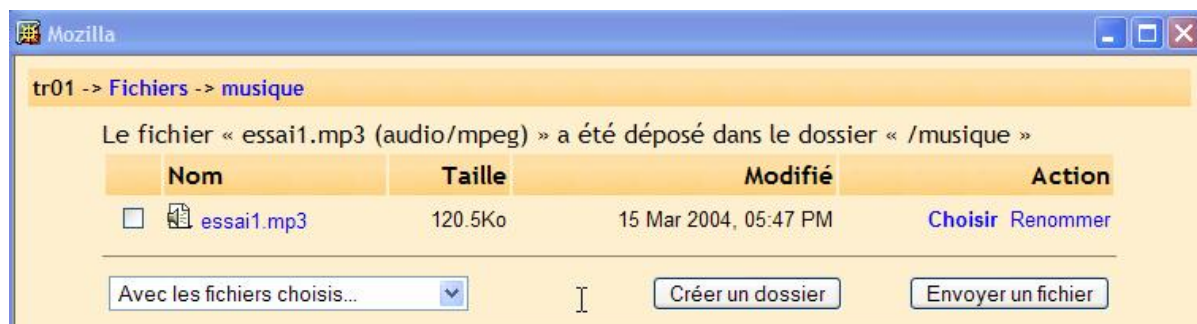 Mozilla
tr01 -> Fichiers -> musique
Le fichier « essai1.mp3 (audio/mpeg) » a été déposé dans le dossier « /musique »
Nom Taille Modifié Action
essai1.mp3 120.5Ko 15 Mar 2004, 05:47 PM Choisir Renommer
Avec les fichiers choisis... Créer un dossier Envoyer un fichier